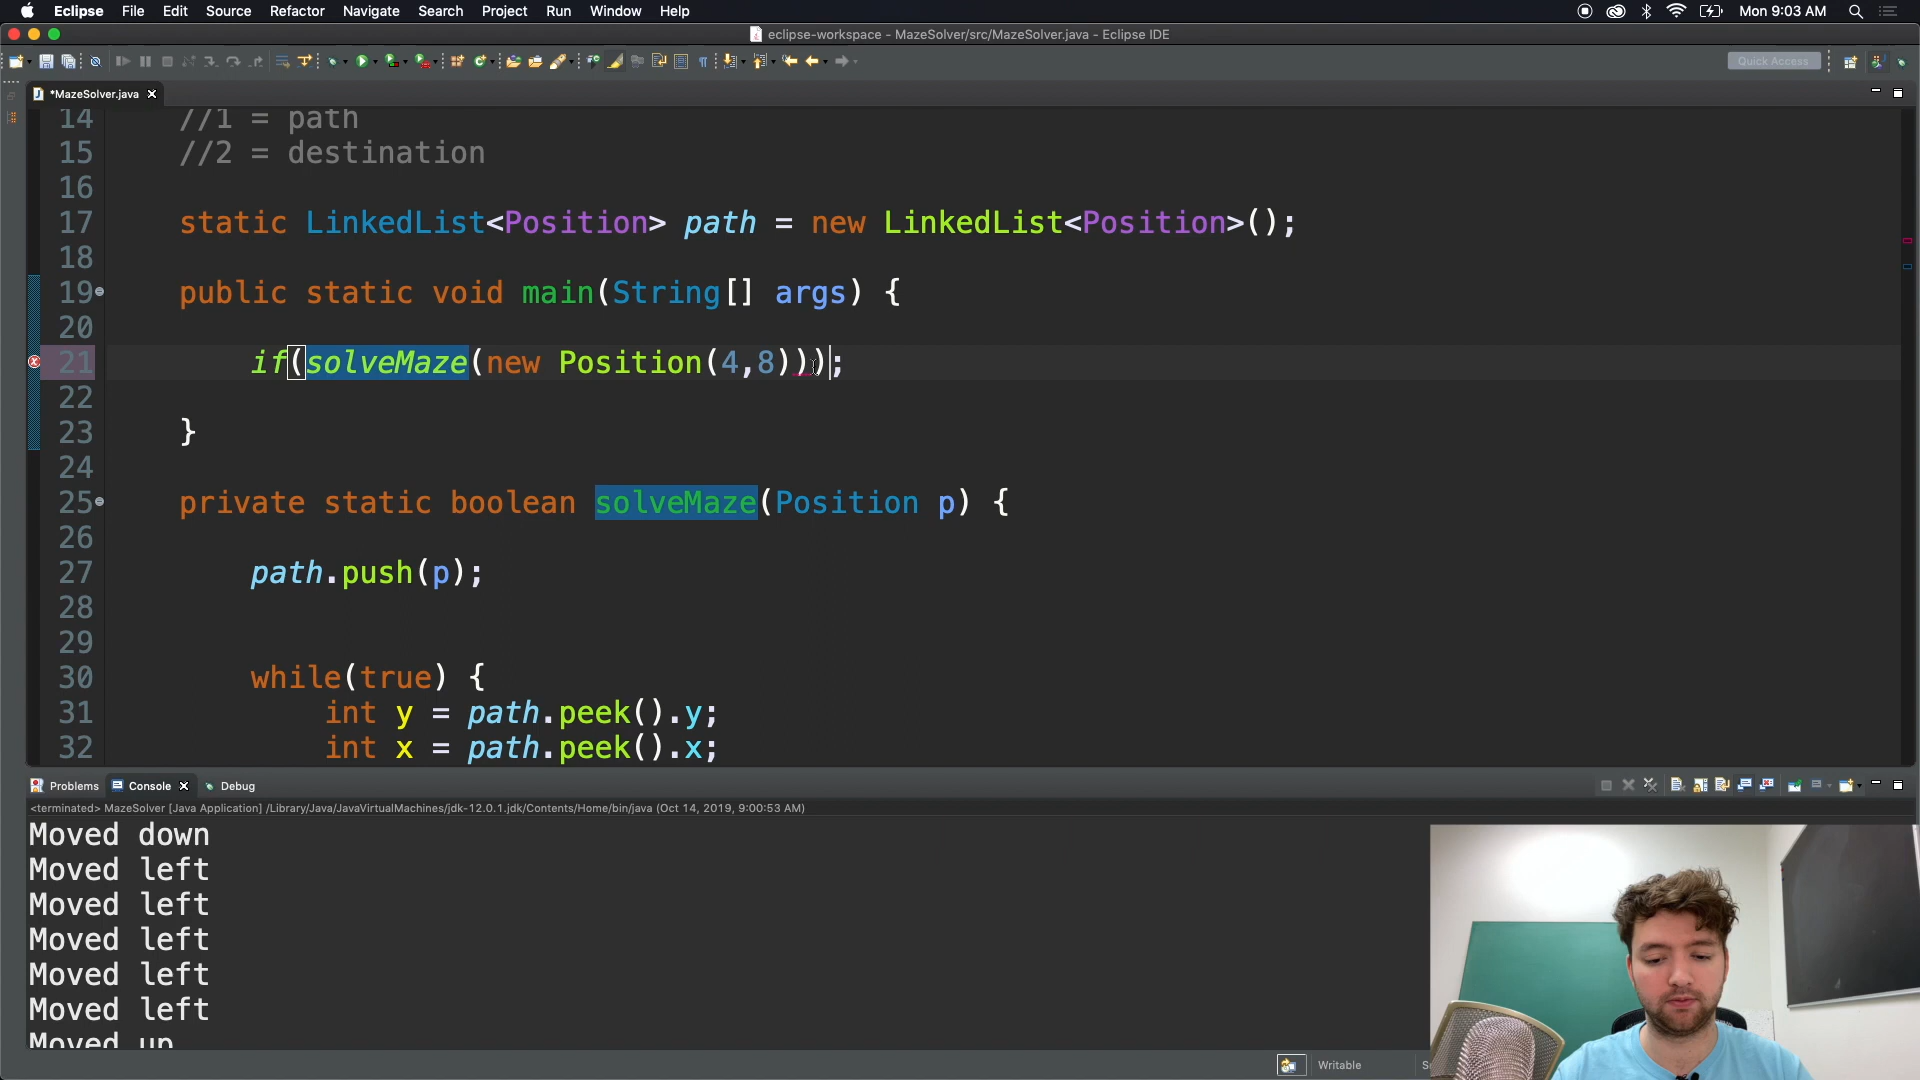 Eclipse File Edit Source Refactor Navigate Search Project Run Window Help Mon 9:03 AM
eclipse-workspace - MazeSolver/src/MazeSolver.java - Eclipse IDE
Quick Access
*MazeSolver.java
14 //1 = path
15 //2 = destination
16
17 static LinkedList<Position> path = new LinkedList<Position>();
18
19 public static void main(String[] args) {
20
21 if(solveMaze(new Position(4,8)));
22
23 }
24
25 private static boolean solveMaze(Position p) {
26
27 path.push(p);
28
29
30 while(true) {
31 int y = path.peek().y;
32 int x = path.peek().x;
Problems Console Debug
<terminated> MazeSolver [Java Application] /Library/Java/JavaVirtualMachines/jdk-12.0.1.jdk/Contents/Home/bin/java (Oct 14, 2019, 9:00:53 AM)
Moved down
Moved left
Moved left
Moved left
Moved left
Moved left
Moved up
Writable